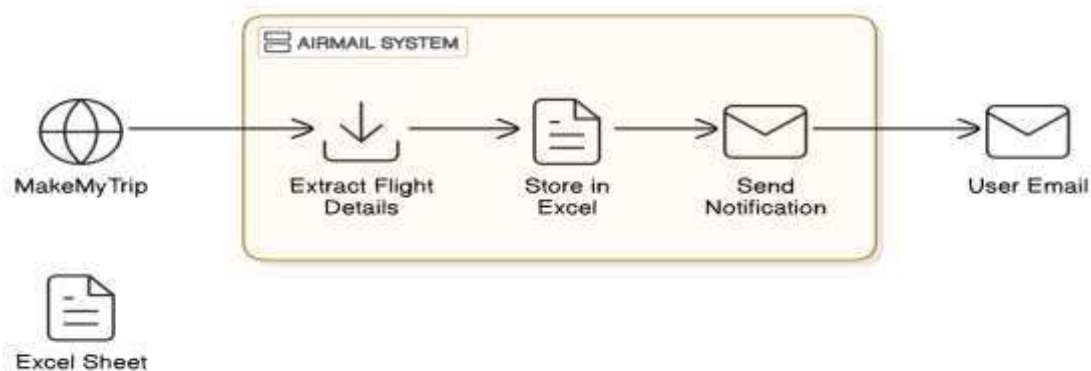 AIRMAIL SYSTEM
MakeMyTrip
Extract Flight
Details
Store in
Excel
Send
Notification
User Email
Excel Sheet